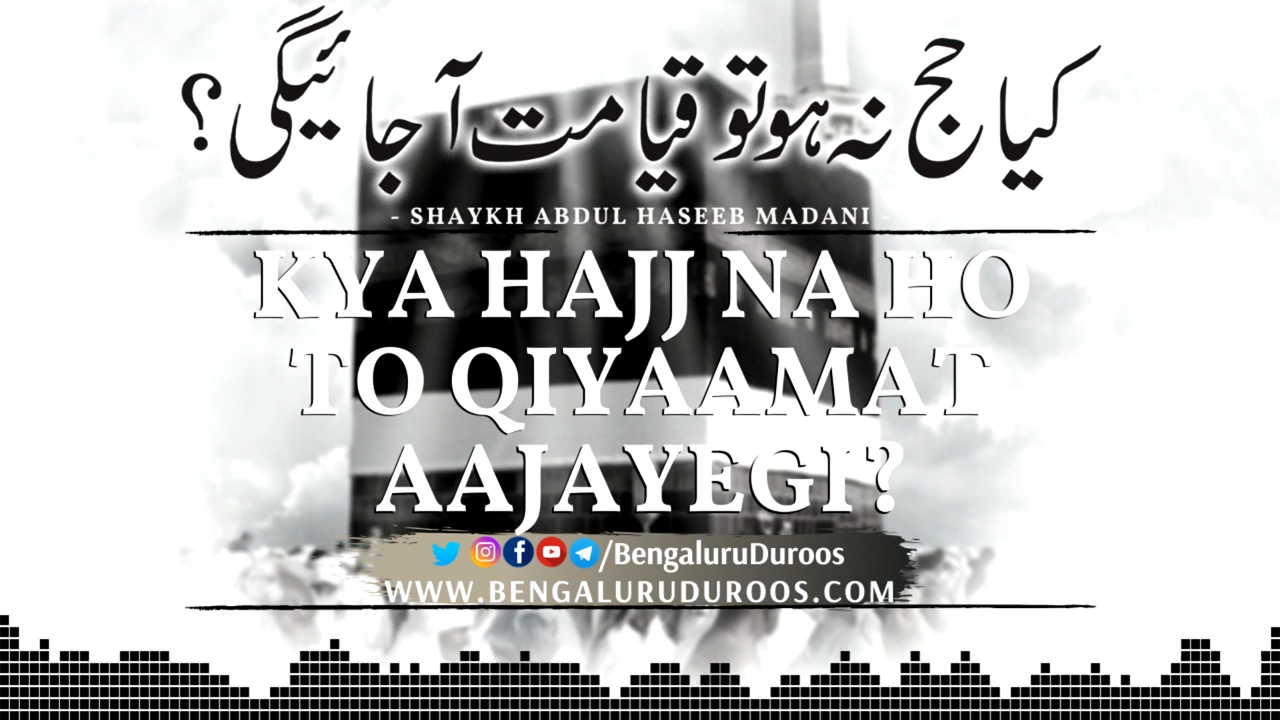 کیا حج نہ ہو تو قیامت آجائیگی؟
- SHAYKH ABDUL HASEEB MADANI -
KYA HAJJ NA HO
TO QIYAAMAT
AAJAYEGI?
/BengaluruDuroos
WWW.BENGALURUDUROOS.COM